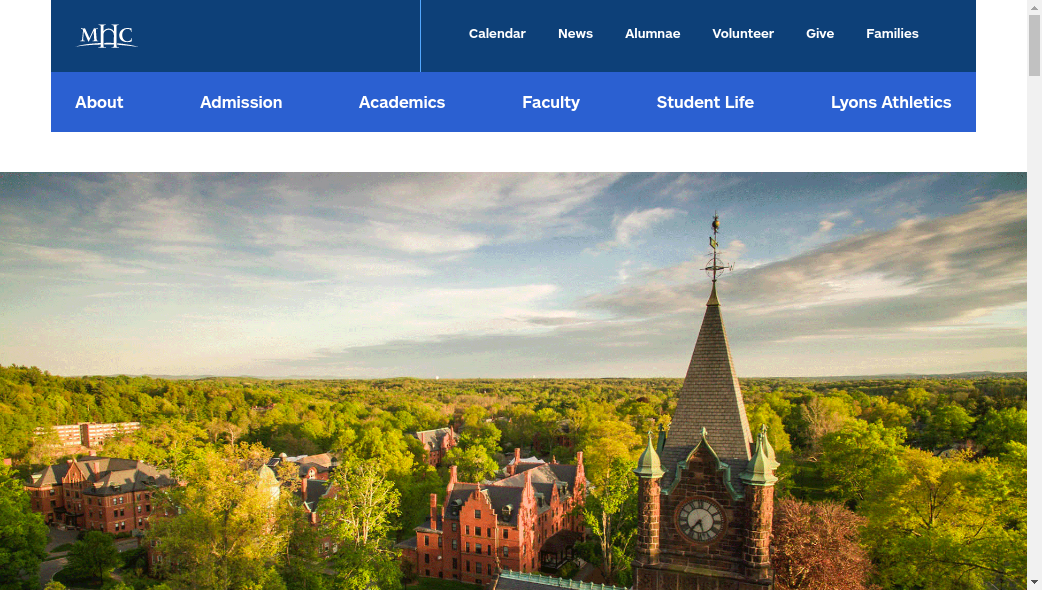 MHC
Calendar News Alumnae Volunteer Give Families
About Admission Academics Faculty Student Life Lyons Athletics